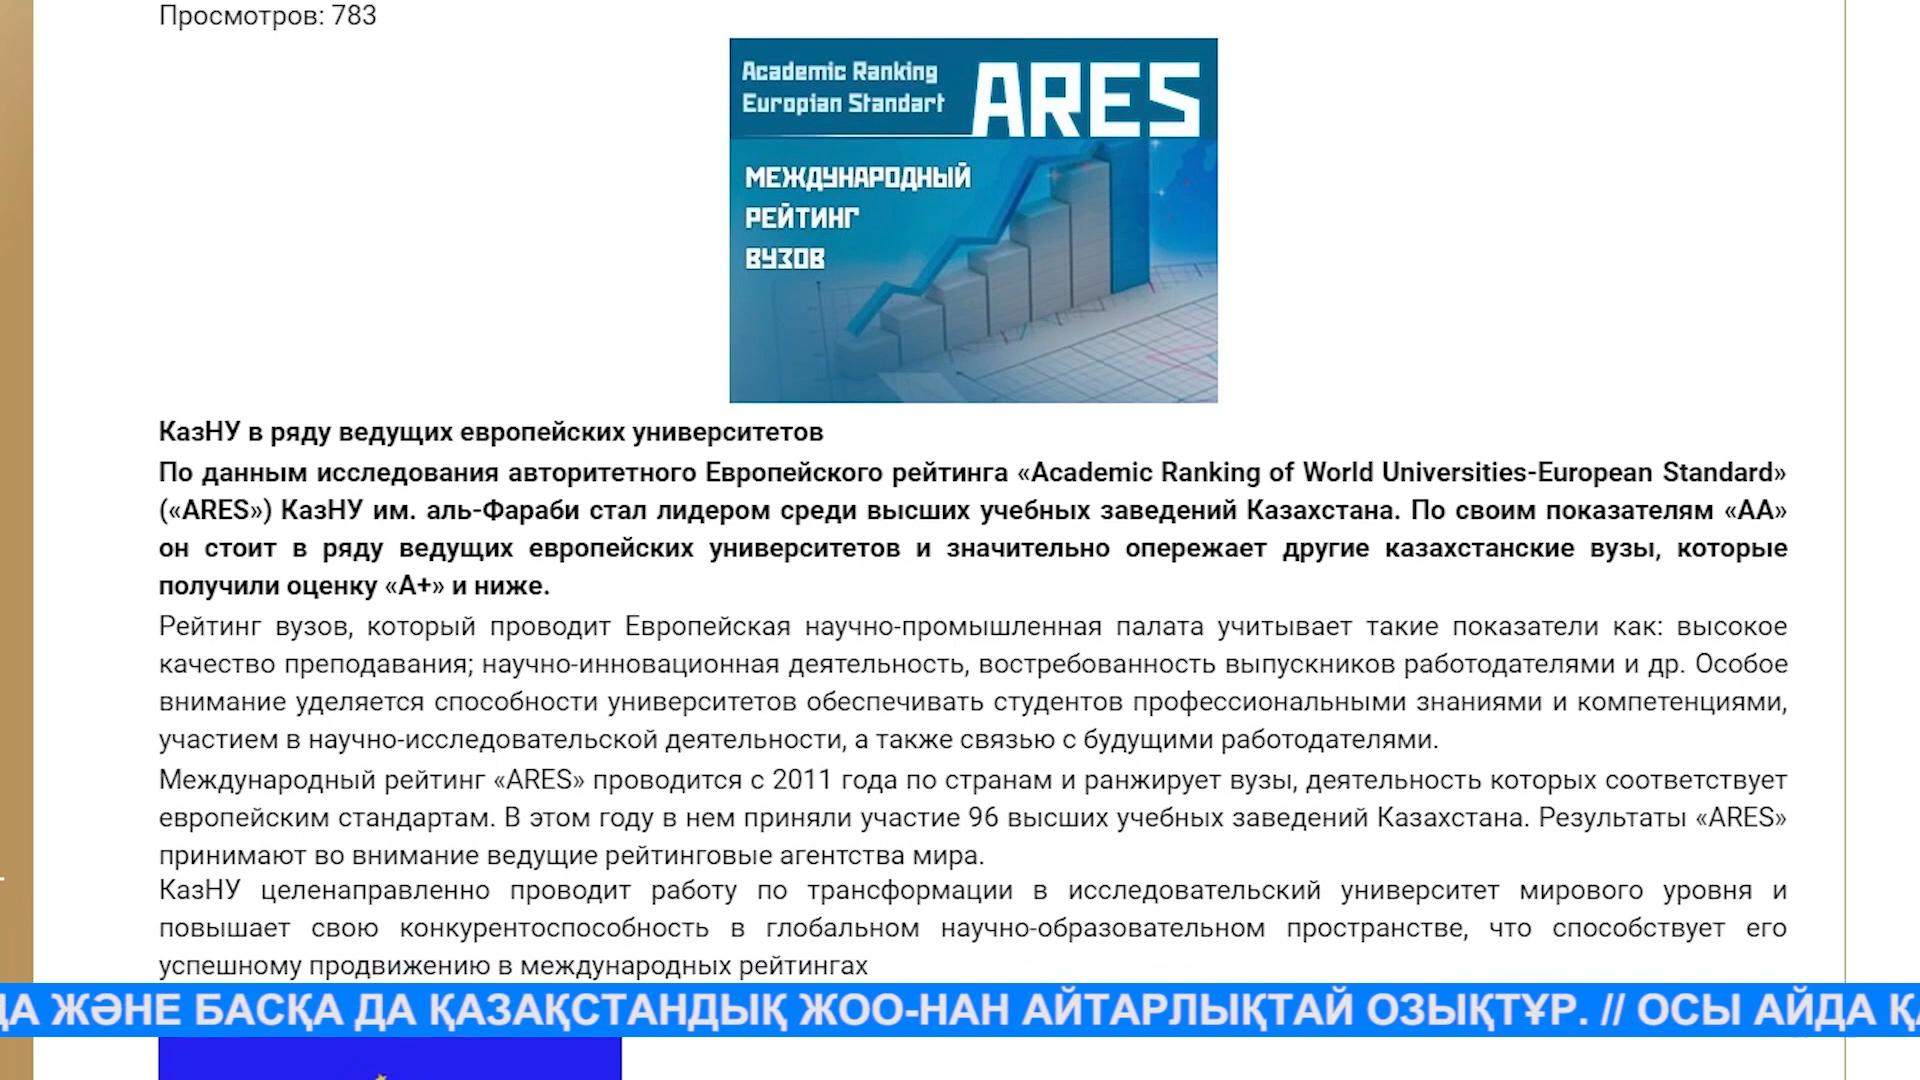 Просмотров: 783
Academic Ranking
Europian Standart
ARES
МЕЖДУНАРОДНЫЙ
РЕЙТИНГ
ВУЗОВ
КазНУ в ряду ведущих европейских университетов
По данным исследования авторитетного Европейского рейтинга «Academic Ranking of World Universities-European Standard»
(«ARES») КазНУ им. аль-Фараби стал лидером среди высших учебных заведений Казахстана. По своим показателям «АА»
он стоит в ряду ведущих европейских университетов и значительно опережает другие казахстанские вузы, которые
получили оценку «А+» и ниже.
Рейтинг вузов, который проводит Европейская научно-промышленная палата учитывает такие показатели как: высокое
качество преподавания; научно-инновационная деятельность, востребованность выпускников работодателями и др. Особое
внимание уделяется способности университетов обеспечивать студентов профессиональными знаниями и компетенциями,
участием в научно-исследовательской деятельности, а также связью с будущими работодателями.
Международный рейтинг «ARES» проводится с 2011 года по странам и ранжирует вузы, деятельность которых соответствует
европейским стандартам. В этом году в нем приняли участие 96 высших учебных заведений Казахстана. Результаты «ARES»
принимают во внимание ведущие рейтинговые агентства мира.
КазНУ целенаправленно проводит работу по трансформации в исследовательский университет мирового уровня и
повышает свою конкурентоспособность в глобальном научно-образовательном пространстве, что способствует его
успешному продвижению в международных рейтингах
ДА ЖӘНЕ БАСҚА ДА ҚАЗАҚСТАНДЫҚ ЖОО-НАН АЙТАРЛЫҚТАЙ ОЗЫҚТҰР. // ОСЫ АЙДА ҚА